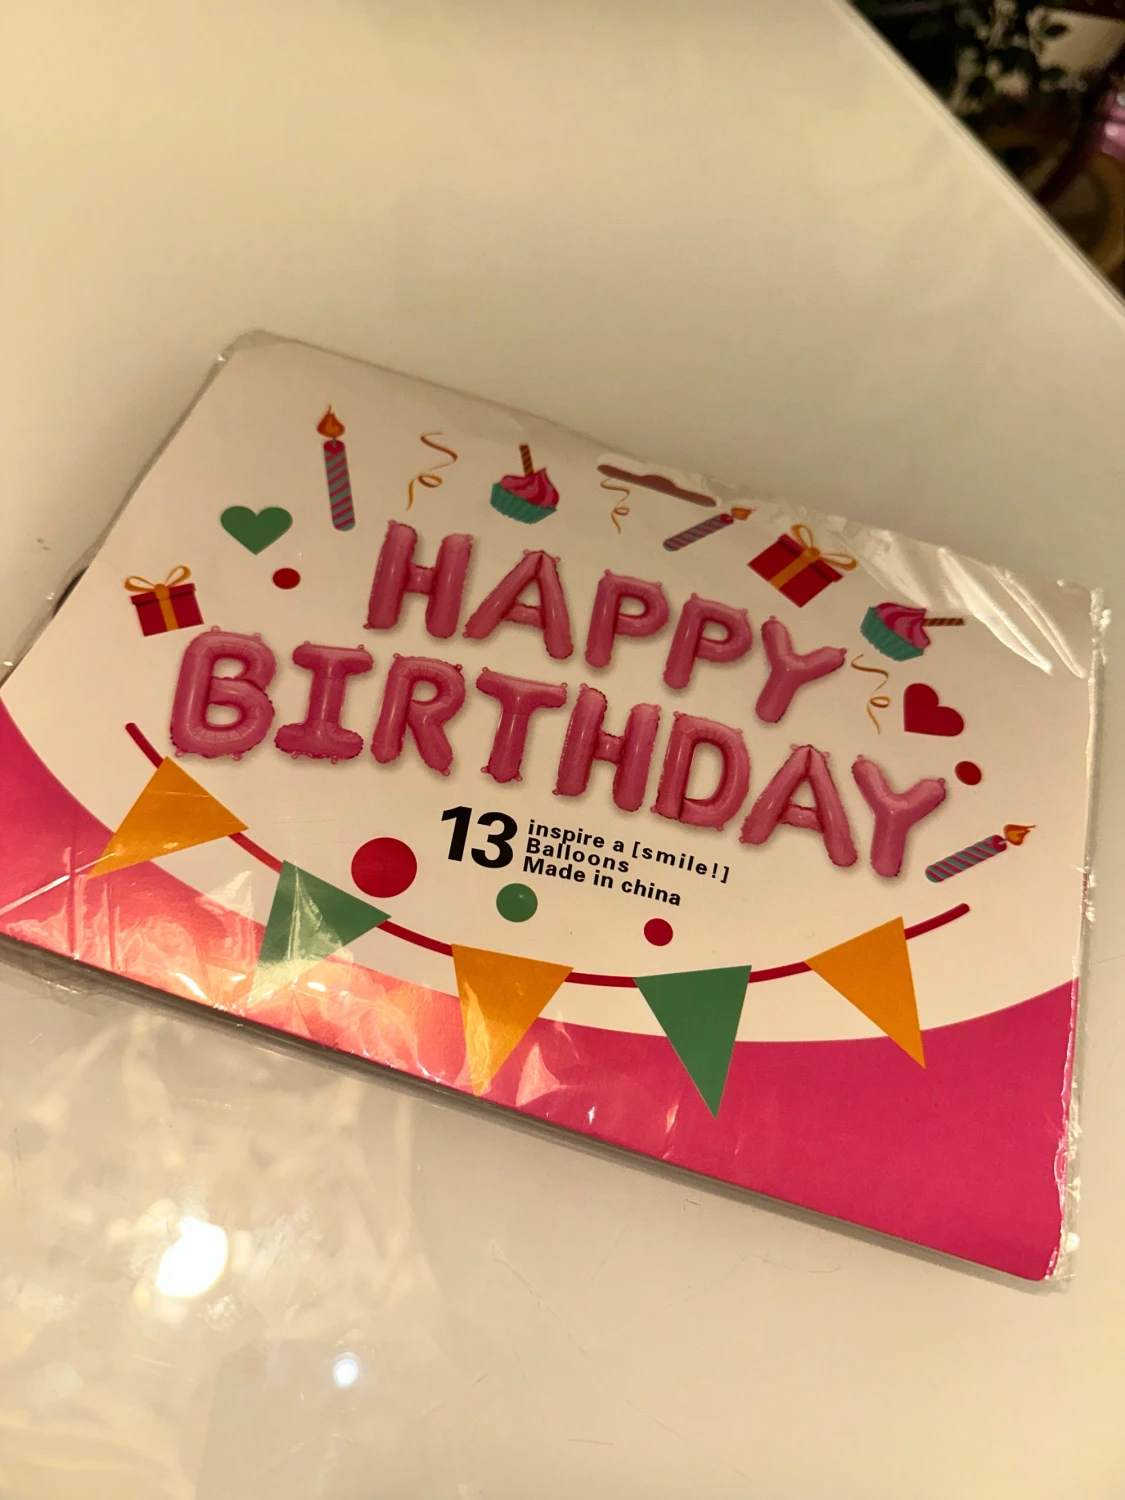 HAPPY
BIRTHDAY
13
inspire a [smile!]
Balloons
Made in china